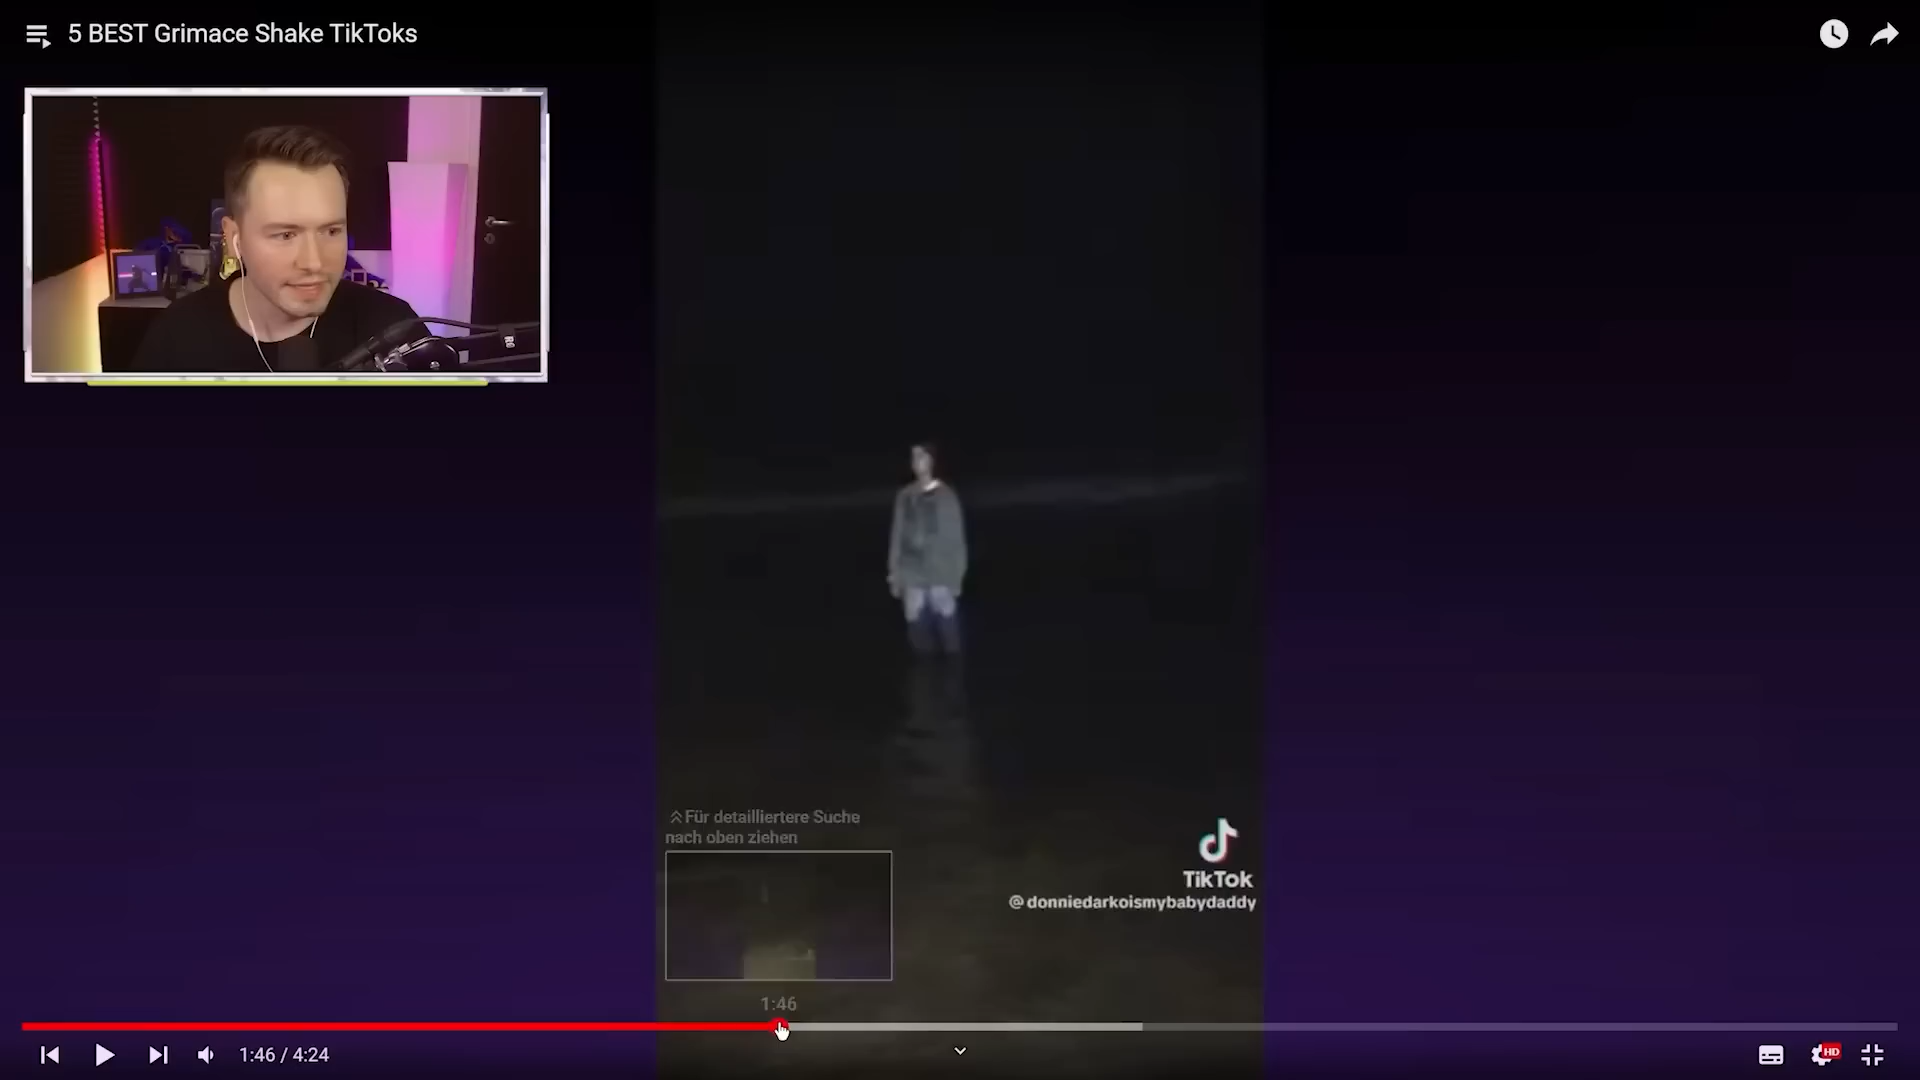 5 BEST Grimace Shake TikToks
Für detailliertere Suche
nach oben ziehen
TikTok
@donniedarkoismybabydaddy
1:46
1:46 / 4:24
HD